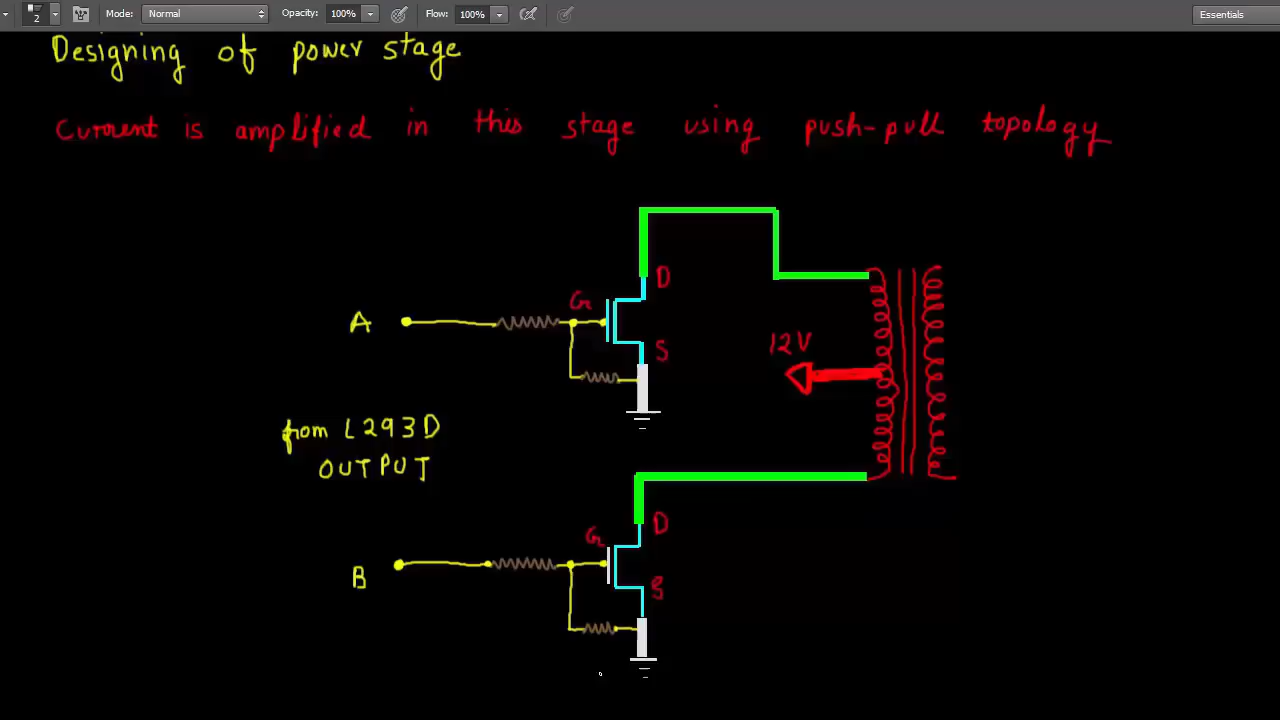 2 Mode: Normal Opacity: 100% Flow: 100% Essentials
Designing of power stage
Current is amplified in this stage using push-pull topology
D
G
A
S
12V
from L293D
OUTPUT
D
G
B
S